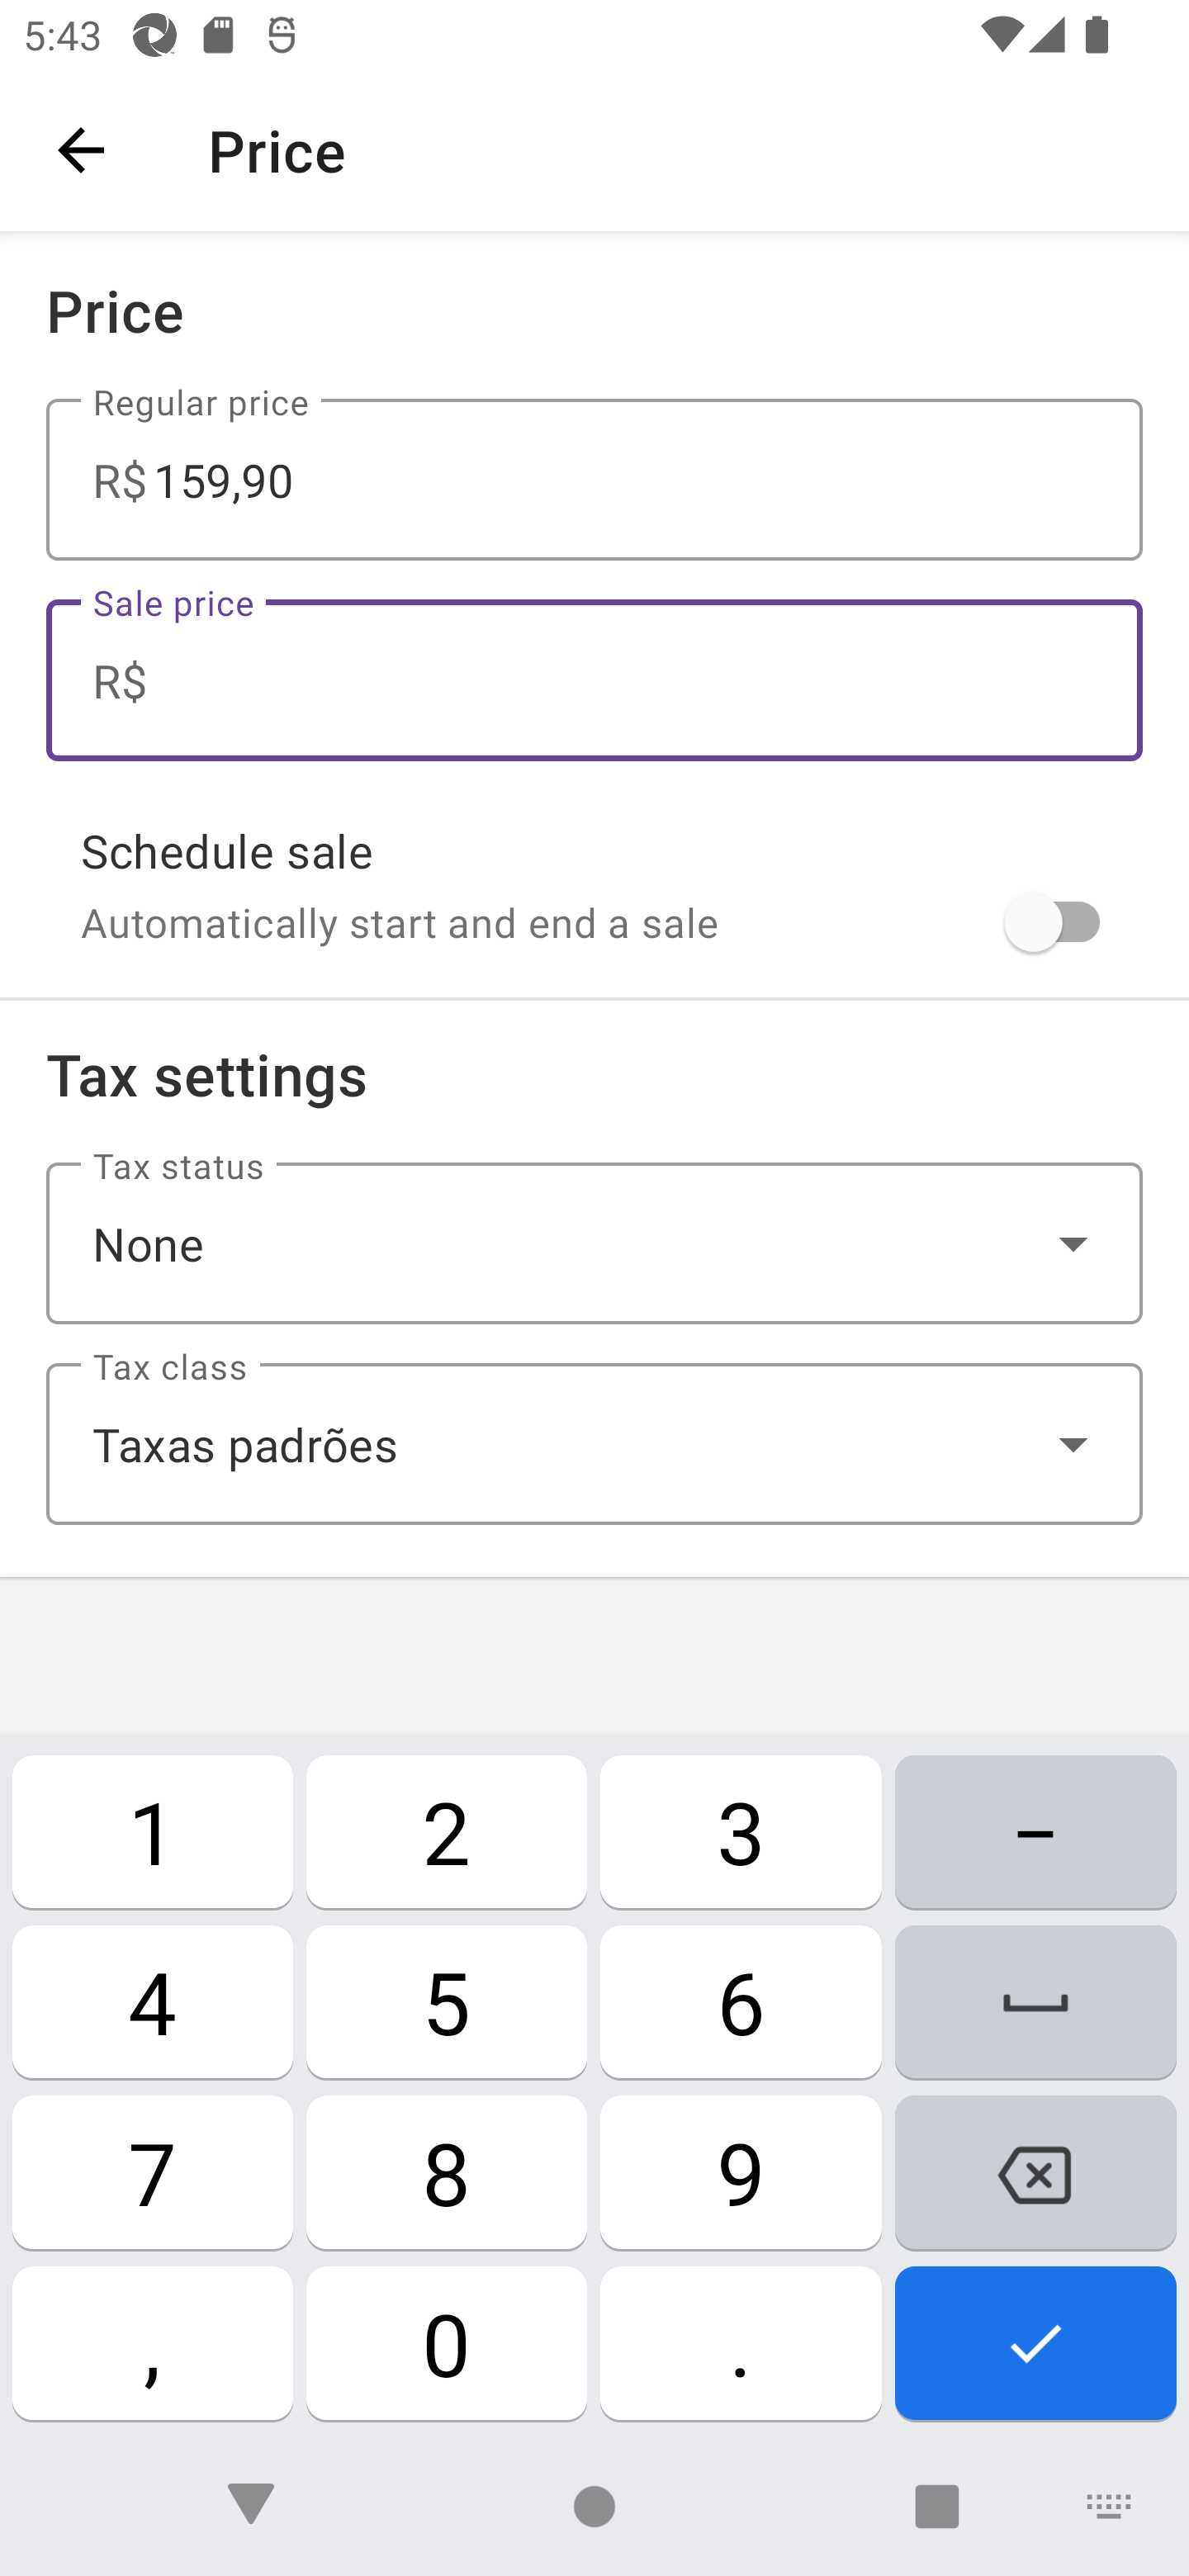 5:43
Price
Price
Regular price
R$ 159,90
Sale price
R$
Schedule sale
Automatically start and end a sale
Tax settings
Tax status
None
Tax class
Taxas padrões
1 2 3 –
4 5 6
7 8 9
, 0 .